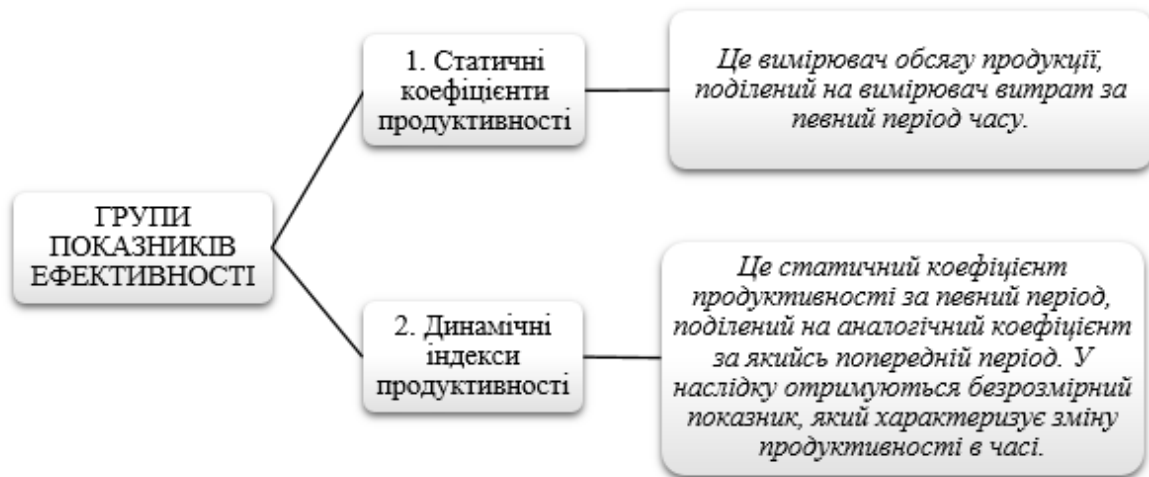 ГРУПИ
ПОКАЗНИКІВ
ЕФЕКТИВНОСТІ
1. Статичні
коефіцієнти
продуктивності
Це вимірювач обсягу продукції,
поділений на вимірювач витрат за
певний період часу.
2. Динамічні
індекси
продуктивності
Це статичний коефіцієнт
продуктивності за певний період,
поділений на аналогічний коефіцієнт
за якийсь попередній період. У
наслідку отримуються безрозмірний
показник, який характеризує зміну
продуктивності в часі.